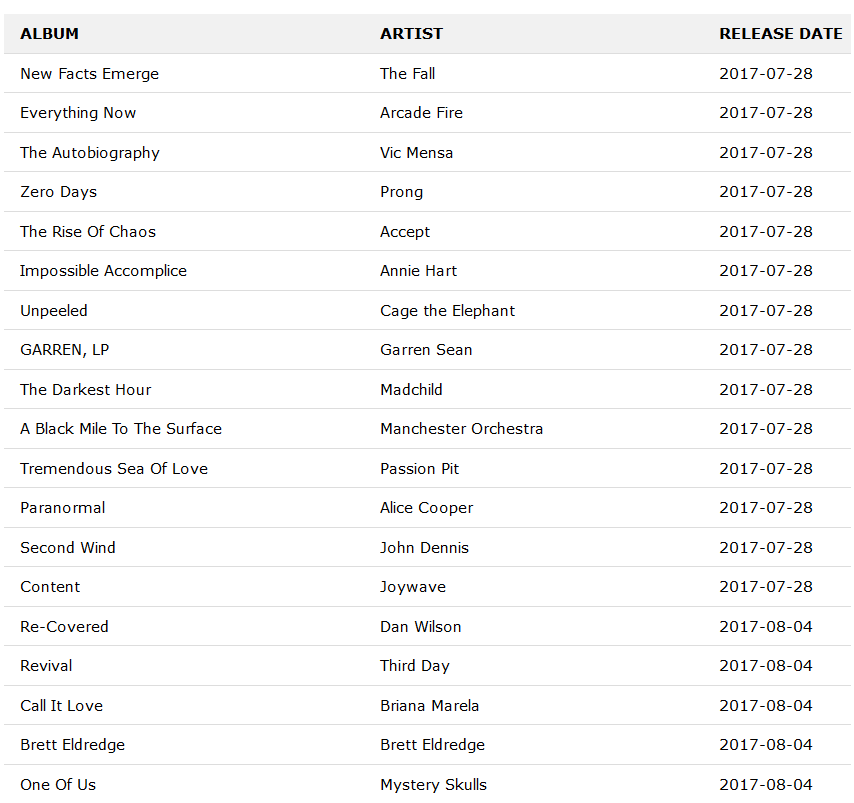 ALBUM ARTIST RELEASE DATE
New Facts Emerge The Fall 2017-07-28
Everything Now Arcade Fire 2017-07-28
The Autobiography Vic Mensa 2017-07-28
Zero Days Prong 2017-07-28
The Rise Of Chaos Accept 2017-07-28
Impossible Accomplice Annie Hart 2017-07-28
Unpeeled Cage the Elephant 2017-07-28
GARREN, LP Garren Sean 2017-07-28
The Darkest Hour Madchild 2017-07-28
A Black Mile To The Surface Manchester Orchestra 2017-07-28
Tremendous Sea Of Love Passion Pit 2017-07-28
Paranormal Alice Cooper 2017-07-28
Second Wind John Dennis 2017-07-28
Content Joywave 2017-07-28
Re-Covered Dan Wilson 2017-08-04
Revival Third Day 2017-08-04
Call It Love Briana Marela 2017-08-04
Brett Eldredge Brett Eldredge 2017-08-04
One Of Us Mystery Skulls 2017-08-04